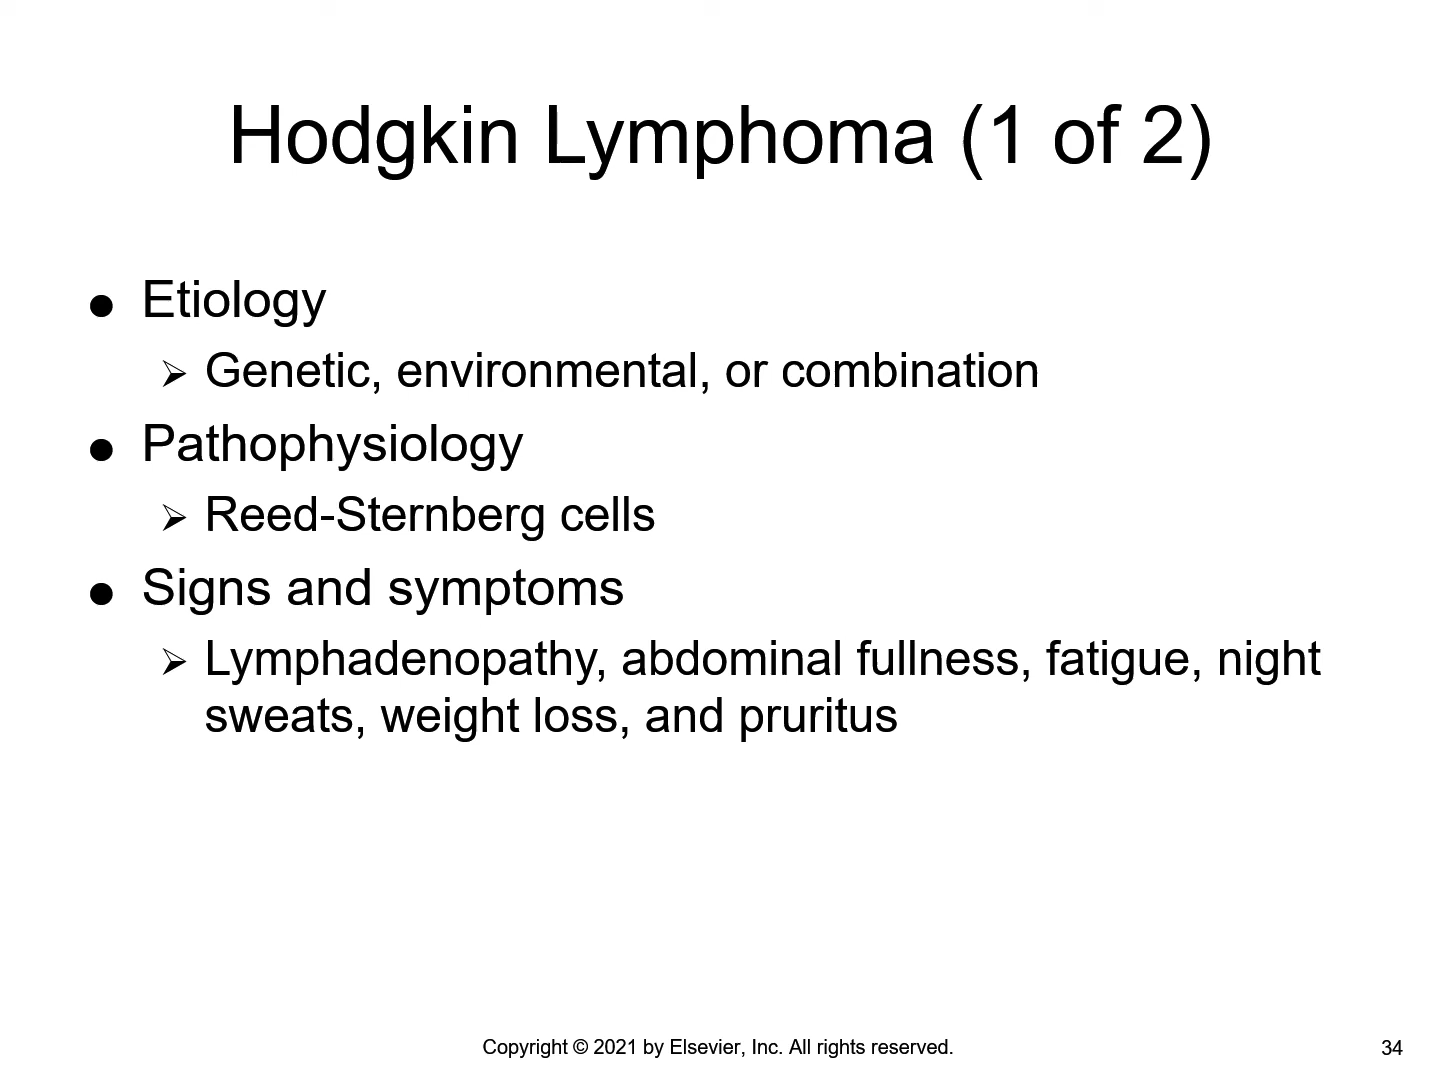 Hodgkin Lymphoma (1 of 2)
● Etiology
➢ Genetic, environmental, or combination
● Pathophysiology
➢ Reed-Sternberg cells
● Signs and symptoms
➢ Lymphadenopathy, abdominal fullness, fatigue, night
sweats, weight loss, and pruritus
Copyright © 2021 by Elsevier, Inc. All rights reserved.
34